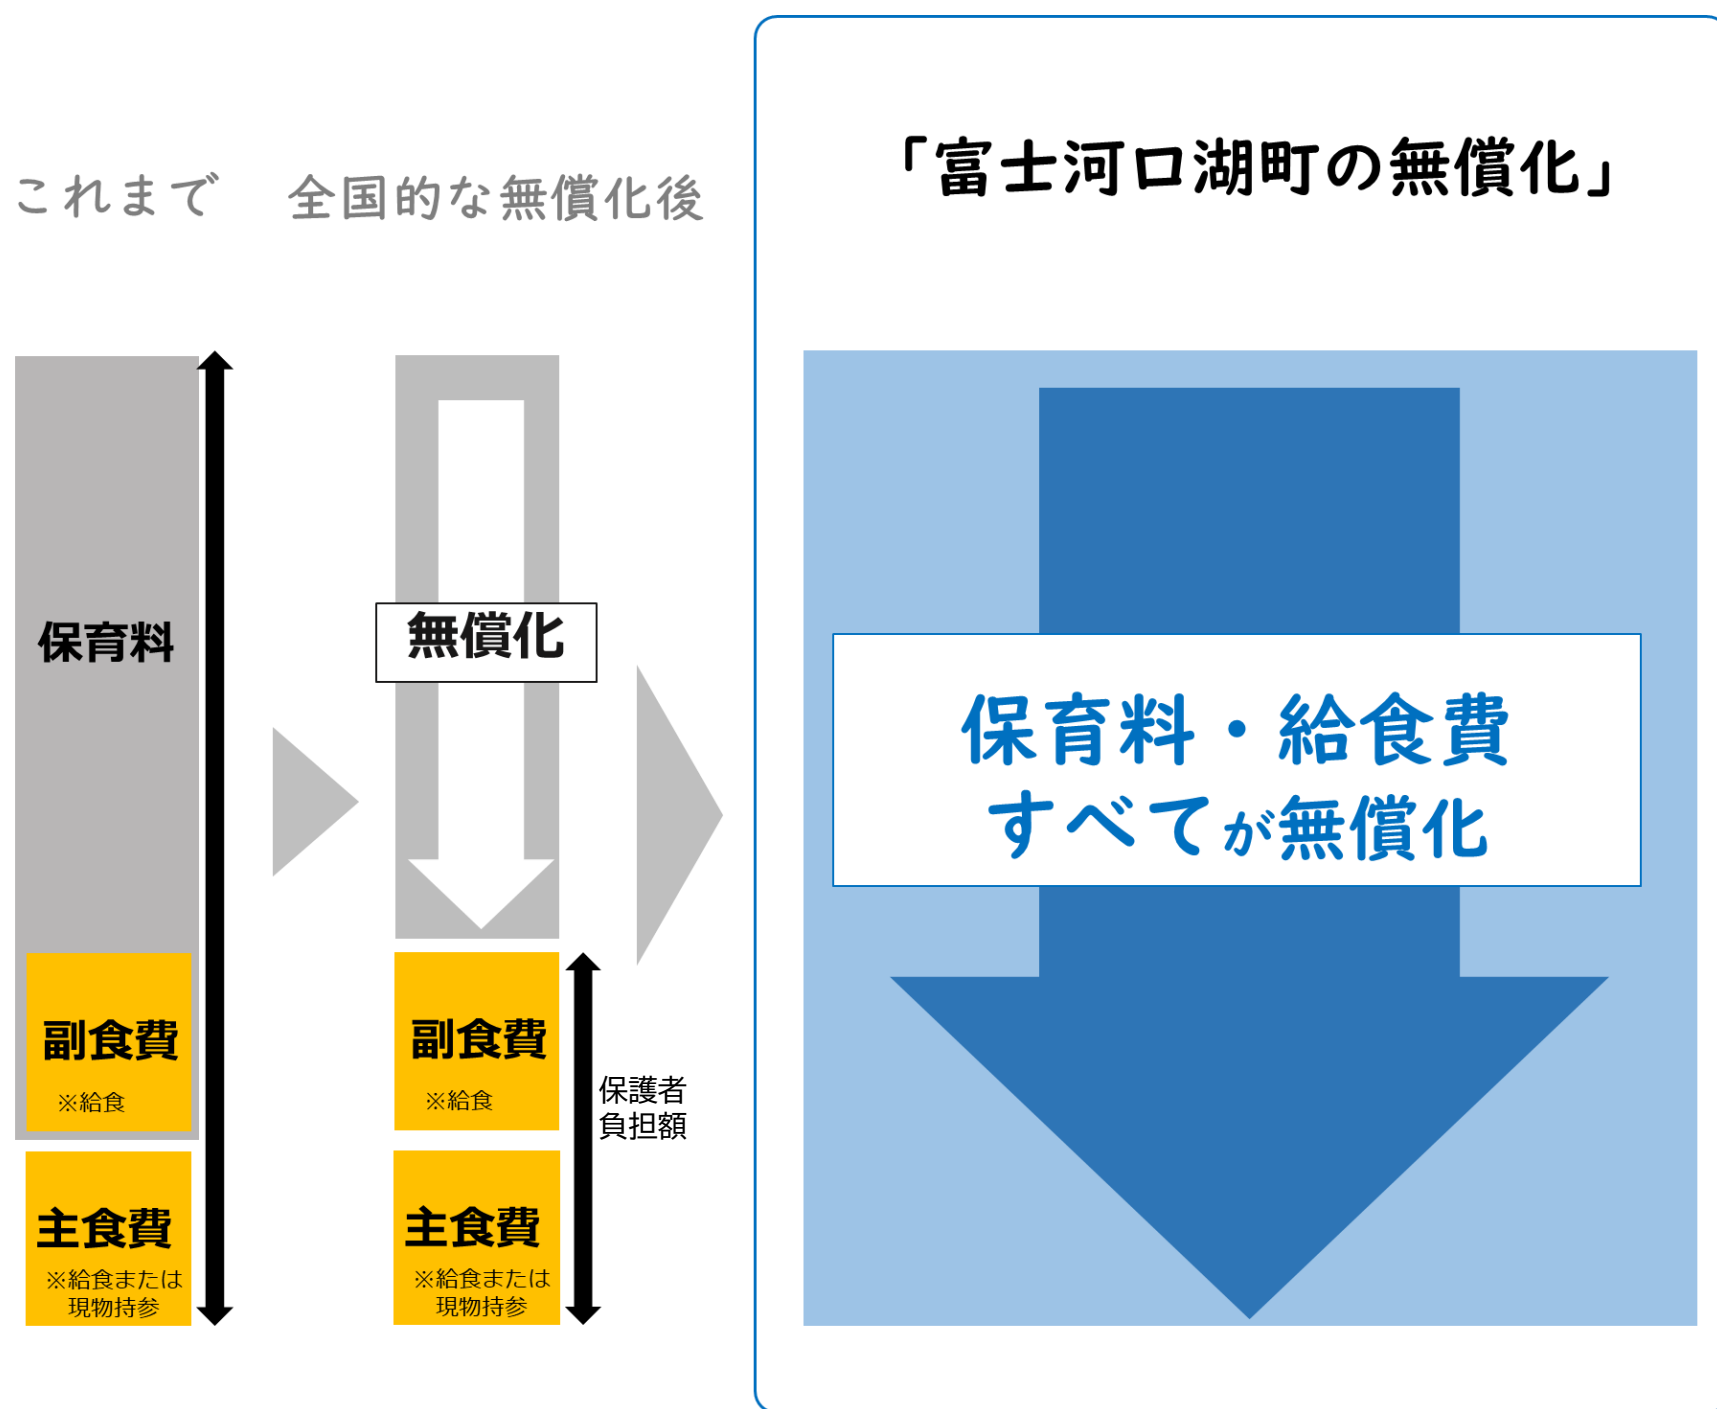 これまで
全国的な無償化後
「富士河口湖町の無償化」
保育料
副食費
※給食
主食費
※給食または
現物持参
無償化
副食費
※給食
主食費
※給食または
現物持参
保護者
負担額
保育料・給食費
すべてが無償化